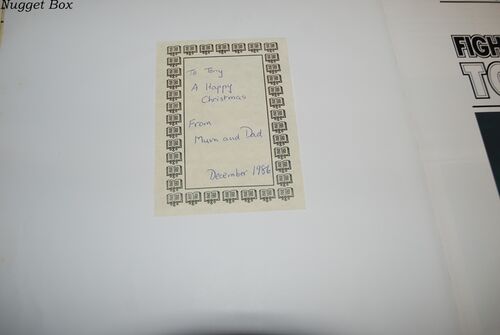 Nugget Box
To Tony
A Happy
Christmas
From
Mum and Dad
December 1986
FIGH
TO